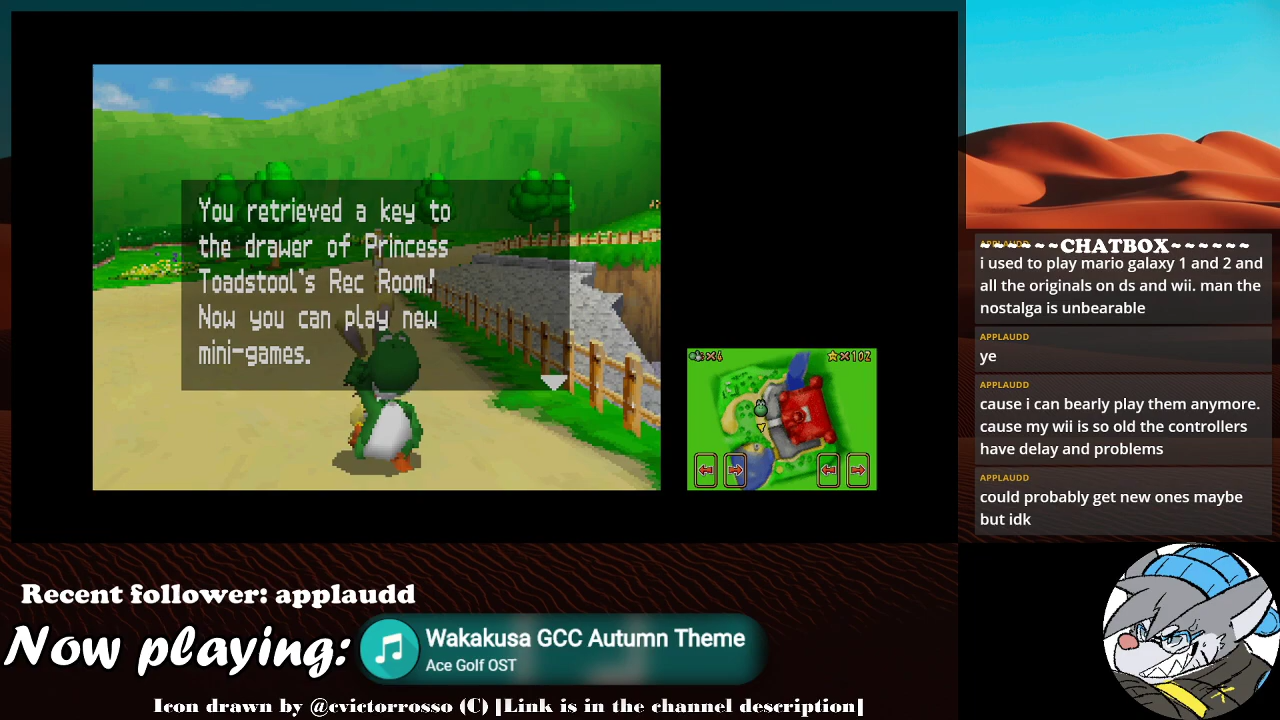 You retrieved a key to
the drawer of Princess
Toadstool's Rec Room!
Now you can play new
mini-games.
×4
×102
~~~~~~CHATBOX~~~~~~
APPLAUDD
i used to play mario galaxy 1 and 2 and
all the originals on ds and wii. man the
nostalga is unbearable
APPLAUDD
ye
APPLAUDD
cause i can bearly play them anymore.
cause my wii is so old the controllers
have delay and problems
APPLAUDD
could probably get new ones maybe
but idk
Recent follower: applaudd
Now playing:
Wakakusa GCC Autumn Theme
Ace Golf OST
Icon drawn by @cvictorrosso (C) [Link is in the channel description]